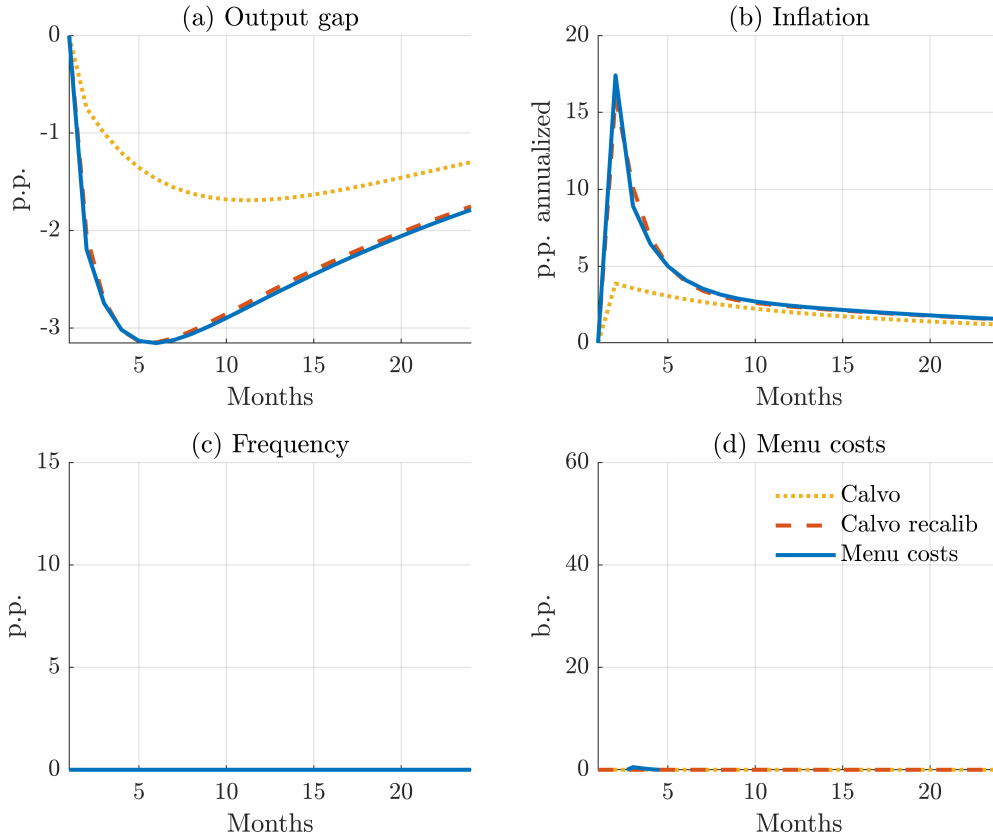 (a) Output gap
0
-1
-2
-3
p.p.
5 10 15 20
Months
(b) Inflation
20
15
10
5
0
p.p. annualized
5 10 15 20
Months
(c) Frequency
15
10
5
0
p.p.
5 10 15 20
Months
(d) Menu costs
60
40
20
0
b.p.
Calvo
Calvo recalib
Menu costs
5 10 15 20
Months